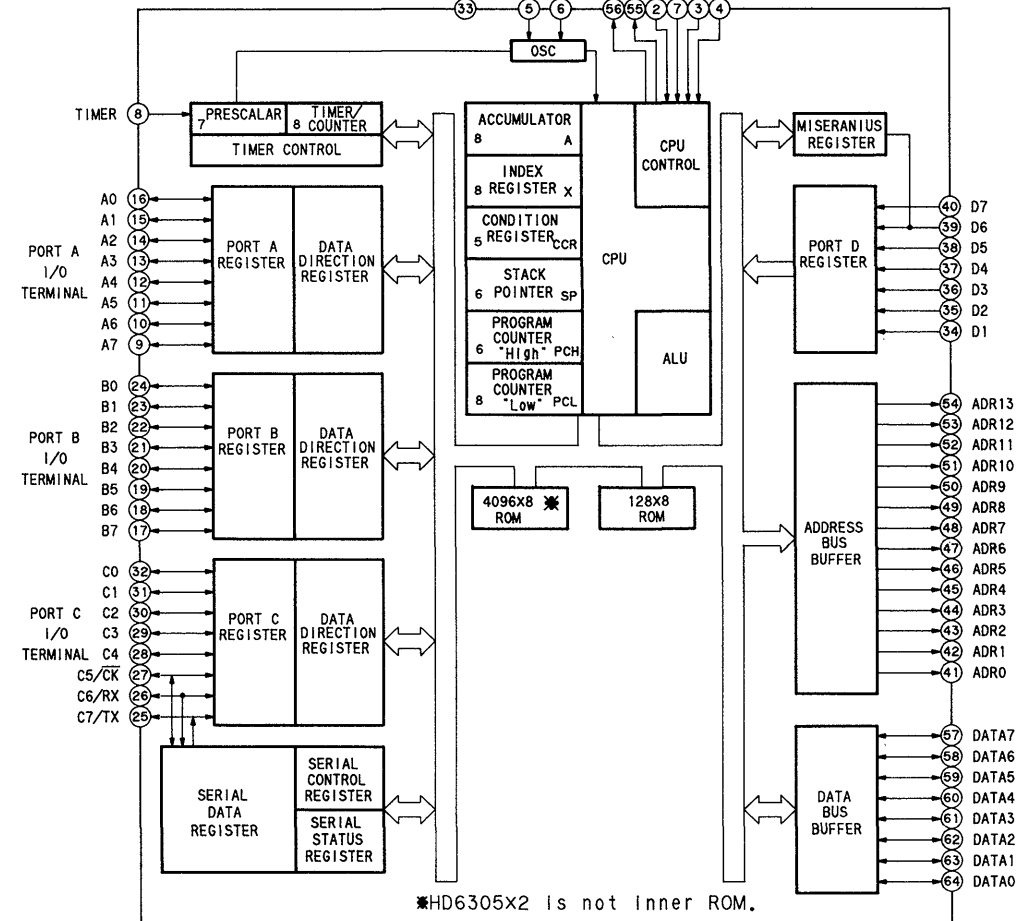 33 5 6 56 55 2 7 3 4
OSC
TIMER 8
PRESCALAR
7
TIMER/
8 COUNTER
TIMER CONTROL
ACCUMULATOR
8 A
INDEX
8 REGISTER X
CONDITION
5 REGISTER CCR
STACK
6 POINTER SP
PROGRAM
COUNTER
6 "High" PCH
PROGRAM
COUNTER
8 "Low" PCL
CPU
CPU
CONTROL
ALU
MISERANIUS
REGISTER
PORT A
I/O
TERMINAL
A0 16
A1 15
A2 14
A3 13
A4 12
A5 11
A6 10
A7 9
PORT A
REGISTER
DATA
DIRECTION
REGISTER
PORT D
REGISTER
40 D7
39 D6
38 D5
37 D4
36 D3
35 D2
34 D1
PORT B
I/O
TERMINAL
B0 24
B1 23
B2 22
B3 21
B4 20
B5 19
B6 18
B7 17
PORT B
REGISTER
DATA
DIRECTION
REGISTER
4096X8 ※
ROM
128X8
ROM
ADDRESS
BUS
BUFFER
54 ADR13
53 ADR12
52 ADR11
51 ADR10
50 ADR9
49 ADR8
48 ADR7
47 ADR6
46 ADR5
45 ADR4
44 ADR3
43 ADR2
42 ADR1
41 ADR0
PORT C
I/O
TERMINAL
C0 32
C1 31
C2 30
C3 29
C4 28
C5/C̅K̅ 27
C6/RX 26
C7/TX 25
PORT C
REGISTER
DATA
DIRECTION
REGISTER
SERIAL
DATA
REGISTER
SERIAL
CONTROL
REGISTER
SERIAL
STATUS
REGISTER
DATA
BUS
BUFFER
57 DATA7
58 DATA6
59 DATA5
60 DATA4
61 DATA3
62 DATA2
63 DATA1
64 DATA0
※HD6305×2 is not inner ROM.